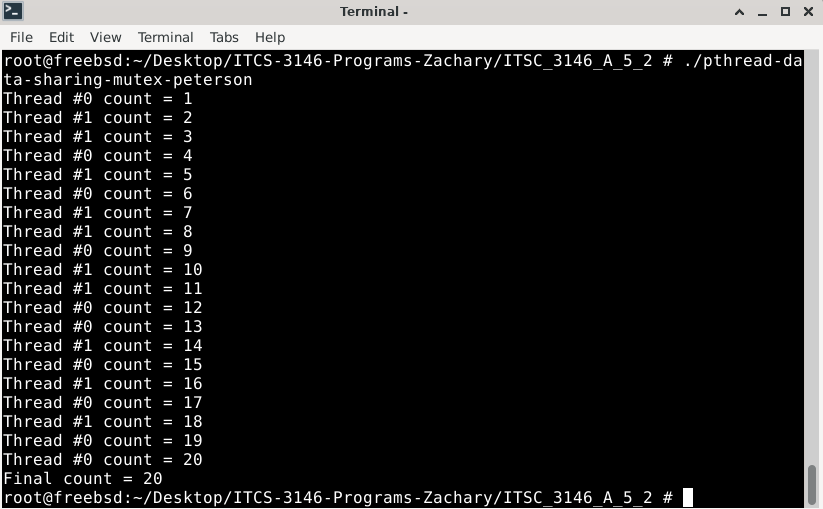 Terminal -
File Edit View Terminal Tabs Help
root@freebsd:~/Desktop/ITCS-3146-Programs-Zachary/ITSC_3146_A_5_2 # ./pthread-da
ta-sharing-mutex-peterson
Thread #0 count = 1
Thread #1 count = 2
Thread #1 count = 3
Thread #0 count = 4
Thread #1 count = 5
Thread #0 count = 6
Thread #1 count = 7
Thread #1 count = 8
Thread #0 count = 9
Thread #1 count = 10
Thread #1 count = 11
Thread #0 count = 12
Thread #0 count = 13
Thread #1 count = 14
Thread #0 count = 15
Thread #1 count = 16
Thread #0 count = 17
Thread #1 count = 18
Thread #0 count = 19
Thread #0 count = 20
Final count = 20
root@freebsd:~/Desktop/ITCS-3146-Programs-Zachary/ITSC_3146_A_5_2 #